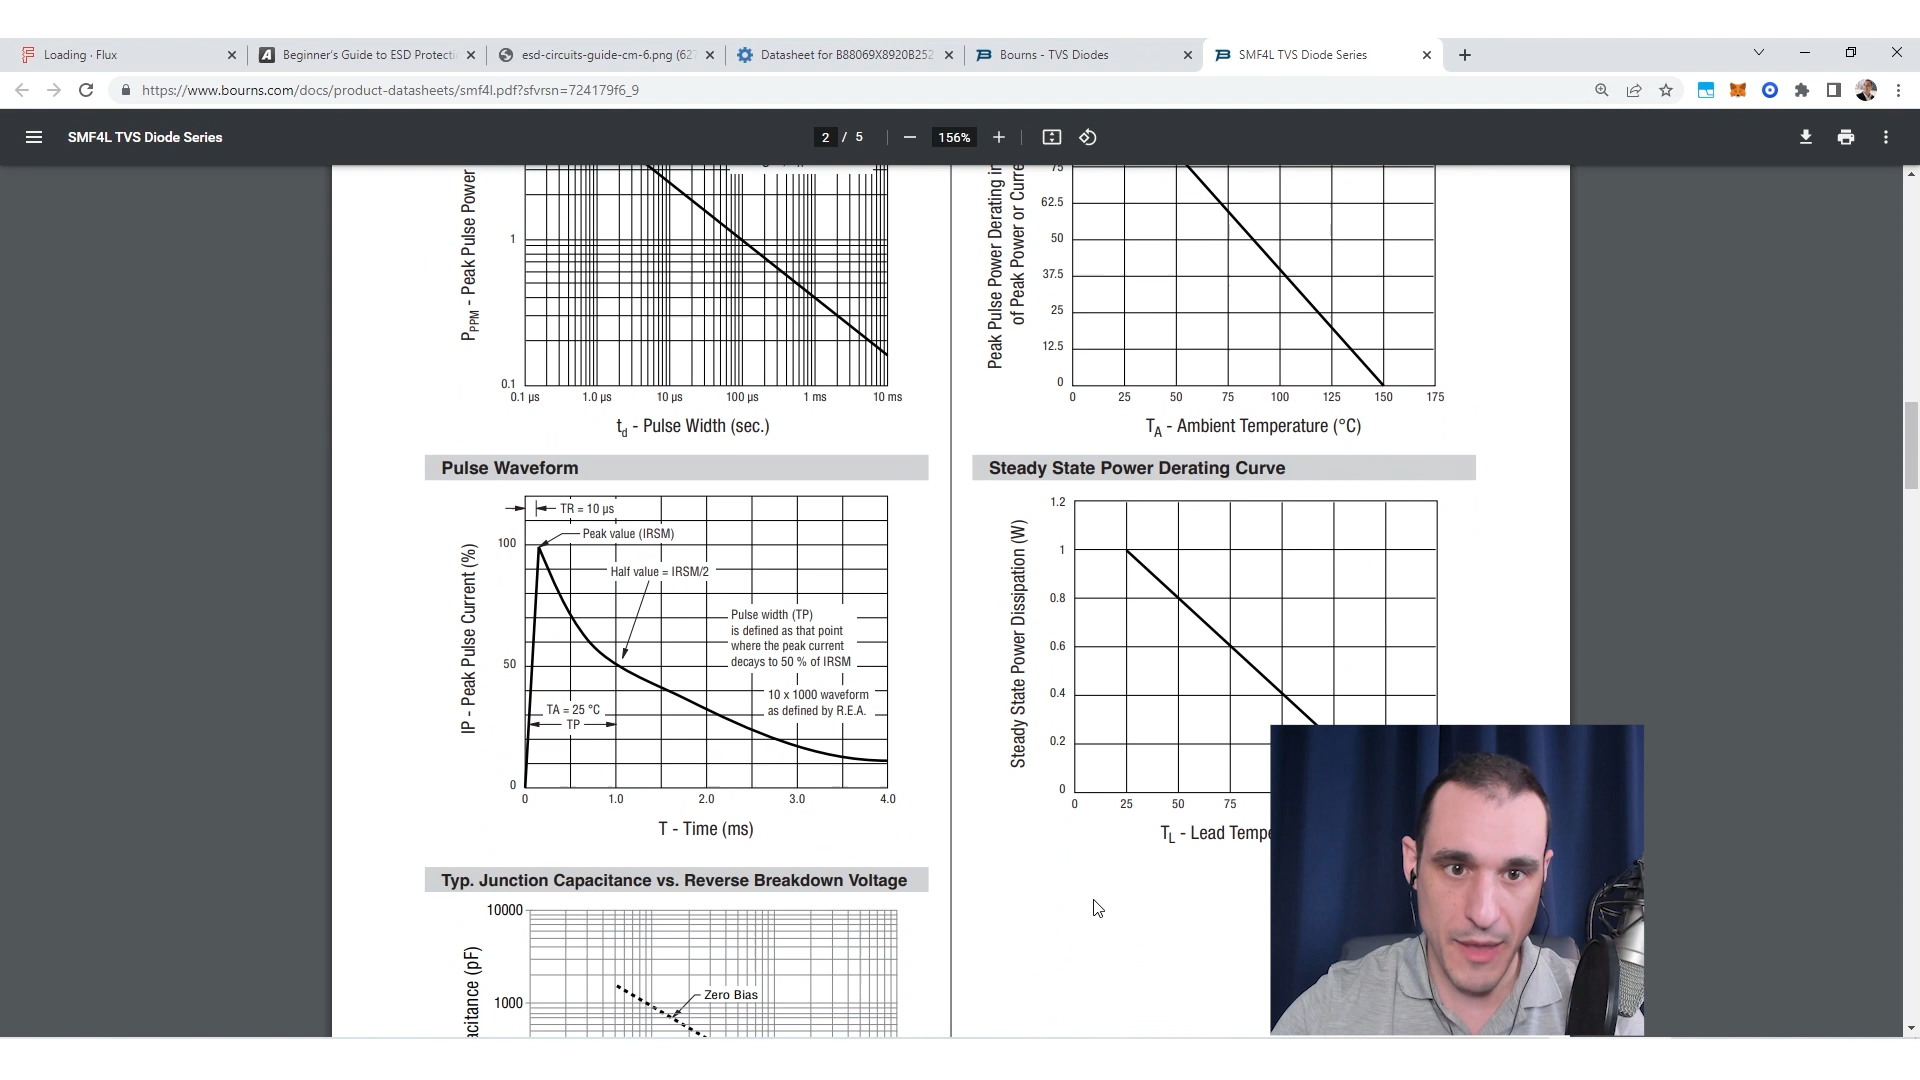 Loading · Flux
Beginner's Guide to ESD Protecti
esd-circuits-guide-cm-6.png (627
Datasheet for B88069X8920B252
Bourns - TVS Diodes
SMF4L TVS Diode Series
https://www.bourns.com/docs/product-datasheets/smf4l.pdf?sfvrsn=724179f6_9
SMF4L TVS Diode Series
2 / 5
156%
PPPM - Peak Pulse Power
1
0.1
0.1 µs 1.0 µs 10 µs 100 µs 1 ms 10 ms
td - Pulse Width (sec.)
Peak Pulse Power Derating in
of Peak Power or Curre
75
62.5
50
37.5
25
12.5
0
0 25 50 75 100 125 150 175
TA - Ambient Temperature (°C)
Pulse Waveform
IP - Peak Pulse Current (%)
100
50
0
TR = 10 µs
Peak value (IRSM)
Half value = IRSM/2
Pulse width (TP)
is defined as that point
where the peak current
decays to 50 % of IRSM
10 x 1000 waveform
as defined by R.E.A.
TA = 25 °C
TP
0 1.0 2.0 3.0 4.0
T - Time (ms)
Steady State Power Derating Curve
Steady State Power Dissipation (W)
1.2
1
0.8
0.6
0.4
0.2
0
0 25 50 75
TL - Lead Tempe
Typ. Junction Capacitance vs. Reverse Breakdown Voltage
10000
1000
acitance (pF)
Zero Bias